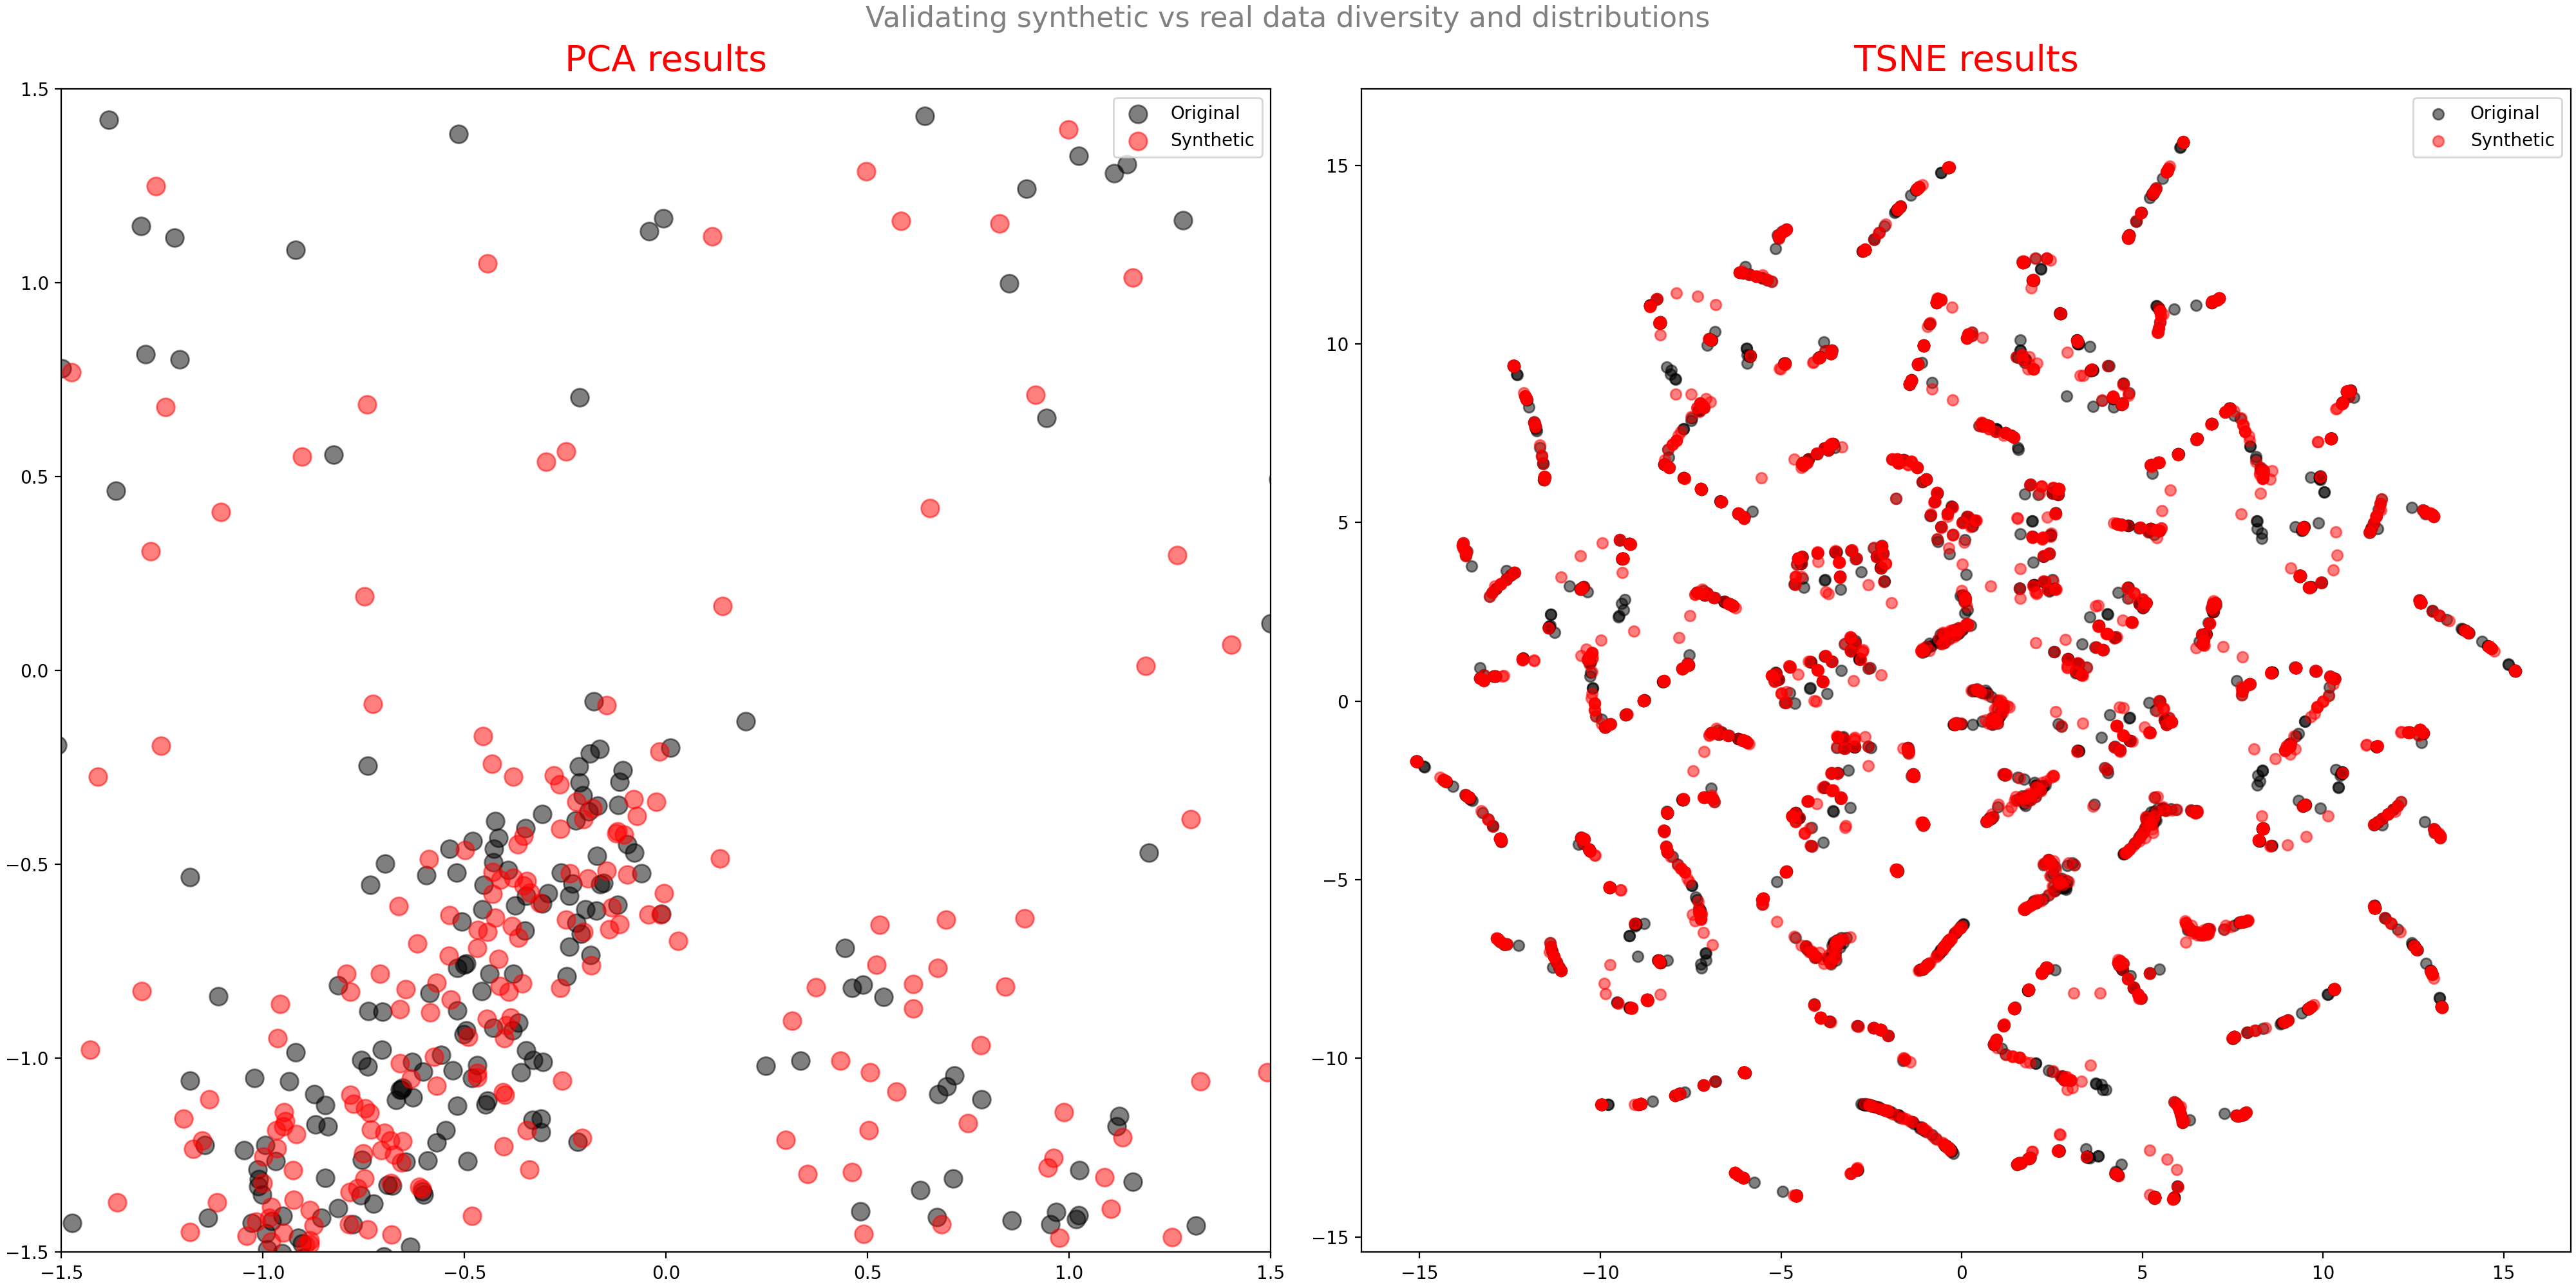 Validating synthetic vs real data diversity and distributions
PCA results
Original
Synthetic
1.5
1.0
0.5
0.0
−0.5
−1.0
−1.5
−1.5 −1.0 −0.5 0.0 0.5 1.0 1.5
TSNE results
Original
Synthetic
15
10
5
0
−5
−10
−15
−15 −10 −5 0 5 10 15